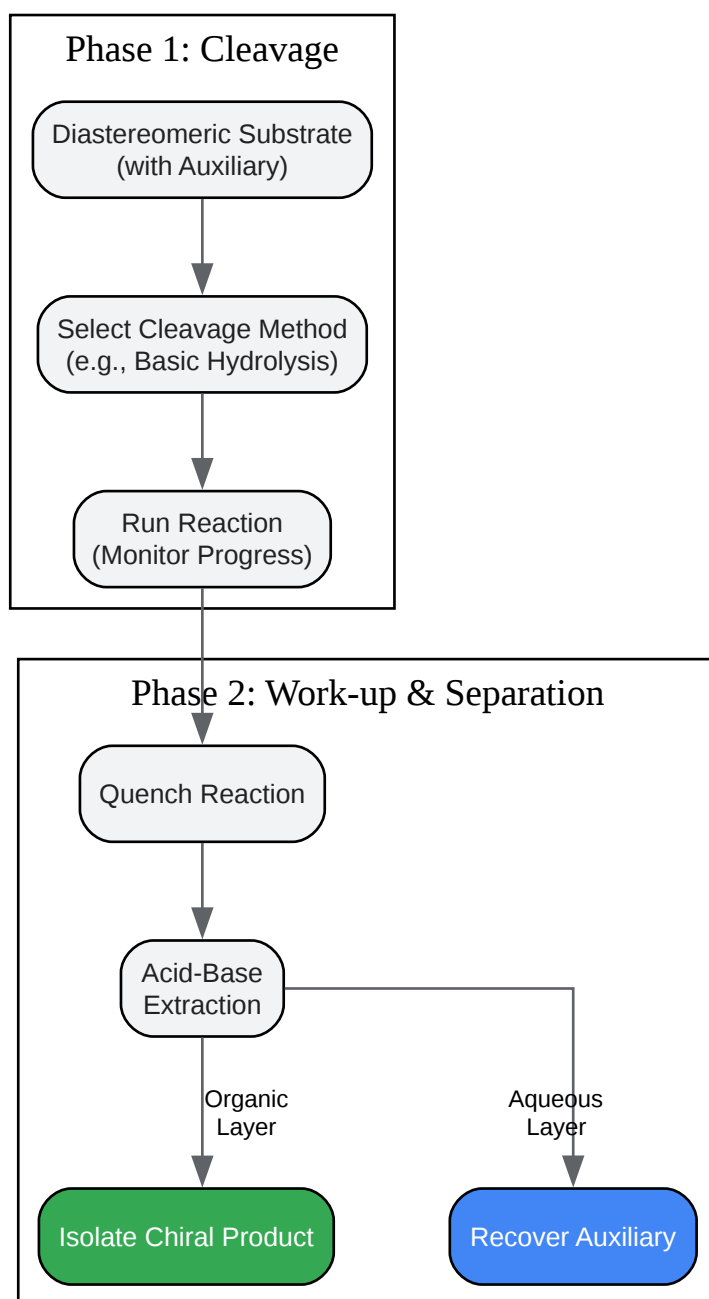 Phase 1: Cleavage
Diastereomeric Substrate
(with Auxiliary)
Select Cleavage Method
(e.g., Basic Hydrolysis)
Run Reaction
(Monitor Progress)
Phase 2: Work-up & Separation
Quench Reaction
Acid-Base
Extraction
Organic
Layer
Aqueous
Layer
Isolate Chiral Product
Recover Auxiliary